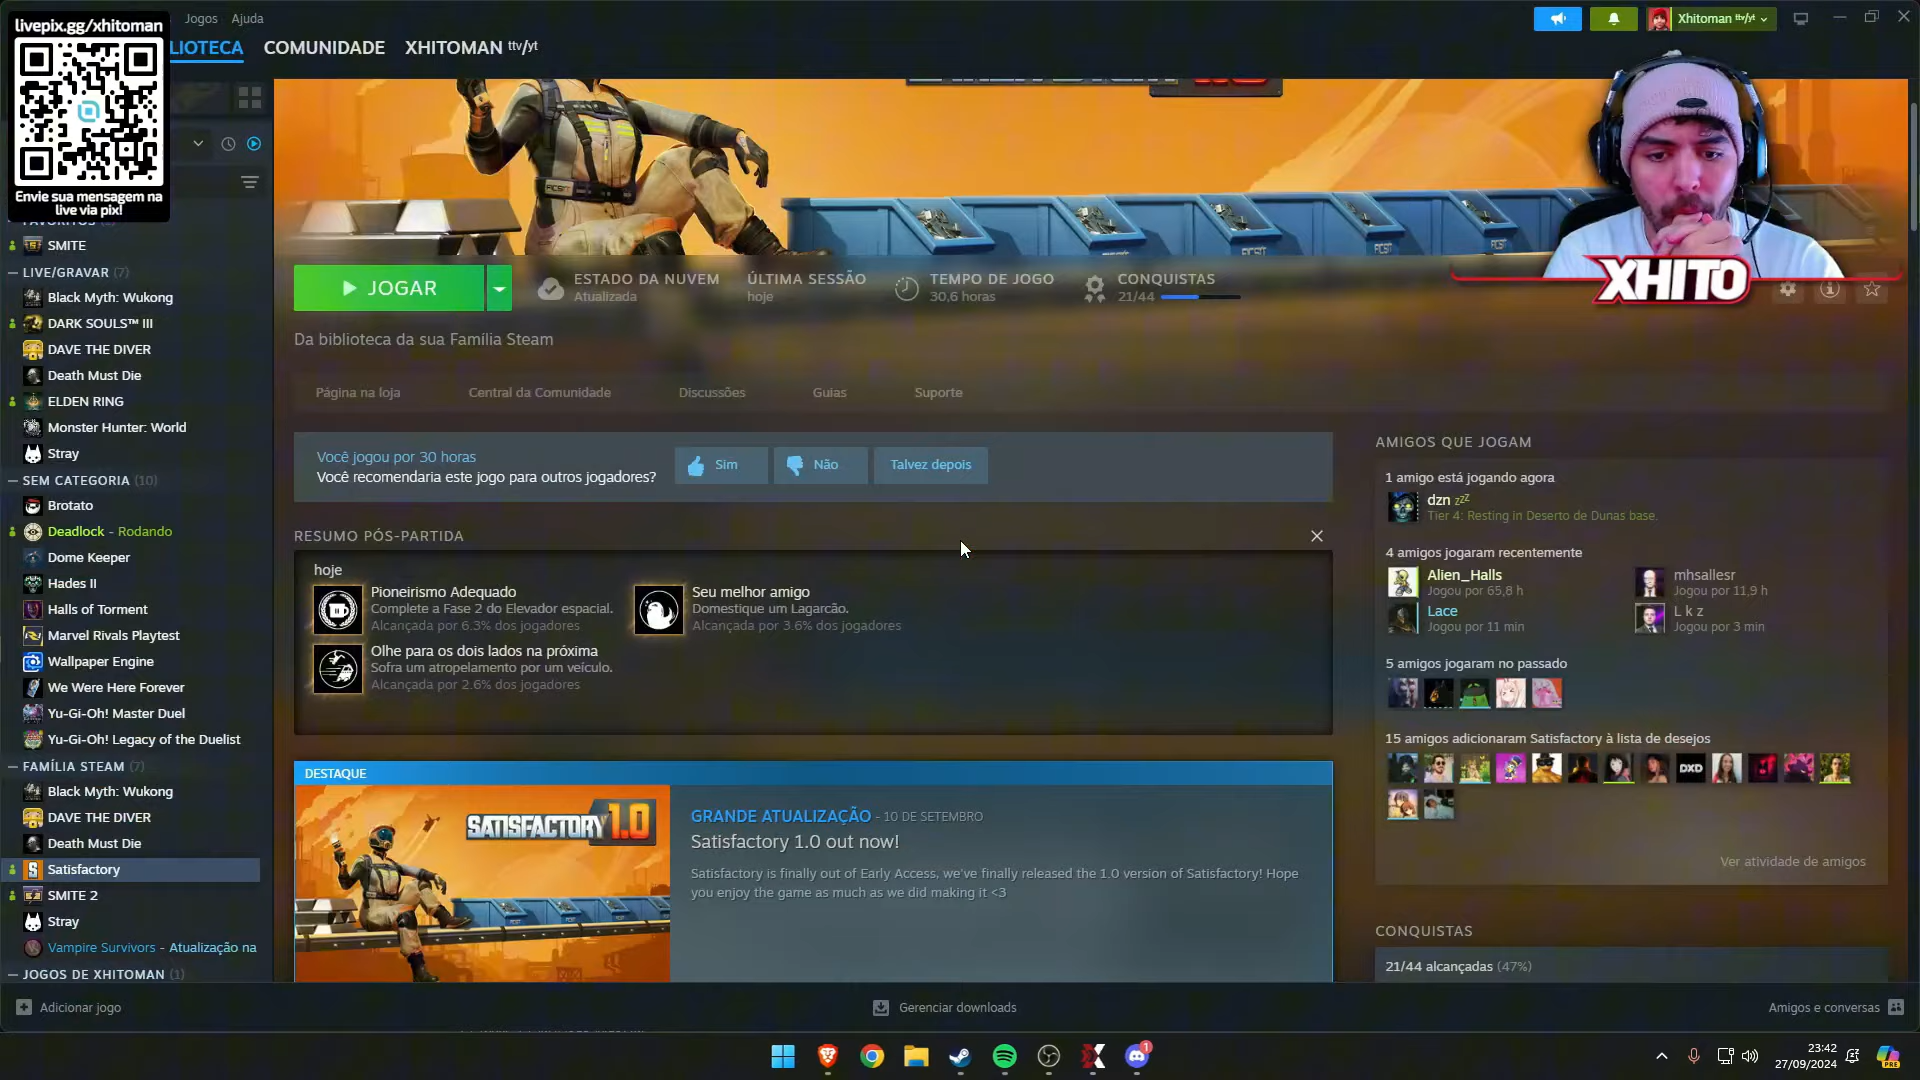 livepix.gg/xhitoman
Envie sua mensagem na
live via pix!
Jogos
Ajuda
LIOTECA
COMUNIDADE
XHITOMAN ttv/yt
Xhitoman ttv/yt
FICSIT
XHITO
SMITE
LIVE/GRAVAR (7)
Black Myth: Wukong
DARK SOULS™ III
DAVE THE DIVER
Death Must Die
ELDEN RING
Monster Hunter: World
Stray
SEM CATEGORIA (10)
Brotato
Deadlock - Rodando
Dome Keeper
Hades II
Halls of Torment
Marvel Rivals Playtest
Wallpaper Engine
We Were Here Forever
Yu-Gi-Oh! Master Duel
Yu-Gi-Oh! Legacy of the Duelist
FAMÍLIA STEAM (7)
Black Myth: Wukong
DAVE THE DIVER
Death Must Die
Satisfactory
SMITE 2
Stray
Vampire Survivors - Atualização na
JOGOS DE XHITOMAN (1)
JOGAR
ESTADO DA NUVEM
Atualizada
ÚLTIMA SESSÃO
hoje
TEMPO DE JOGO
30,6 horas
CONQUISTAS
21/44
Da biblioteca da sua Família Steam
Página na loja
Central da Comunidade
Discussões
Guias
Suporte
Você jogou por 30 horas
Você recomendaria este jogo para outros jogadores?
Sim
Não
Talvez depois
RESUMO PÓS-PARTIDA
hoje
Pioneirismo Adequado
Complete a Fase 2 do Elevador espacial.
Alcançada por 6.3% dos jogadores
Seu melhor amigo
Domestique um Lagarcão.
Alcançada por 3.6% dos jogadores
Olhe para os dois lados na próxima
Sofra um atropelamento por um veículo.
Alcançada por 2.6% dos jogadores
DESTAQUE
SATISFACTORY 1.0
GRANDE ATUALIZAÇÃO - 10 DE SETEMBRO
Satisfactory 1.0 out now!
Satisfactory is finally out of Early Access, we've finally released the 1.0 version of Satisfactory! Hope
you enjoy the game as much as we did making it <3
AMIGOS QUE JOGAM
1 amigo está jogando agora
dzn zzZ
Tier 4: Resting in Deserto de Dunas base.
4 amigos jogaram recentemente
Alien_Halls
Jogou por 65,8 h
mhsallesr
Jogou por 11,9 h
Lace
Jogou por 11 min
L k z
Jogou por 3 min
5 amigos jogaram no passado
15 amigos adicionaram Satisfactory à lista de desejos
DXD
Ver atividade de amigos
CONQUISTAS
21/44 alcançadas (47%)
Adicionar jogo
Gerenciar downloads
Amigos e conversas
1
23:42
27/09/2024
PRE